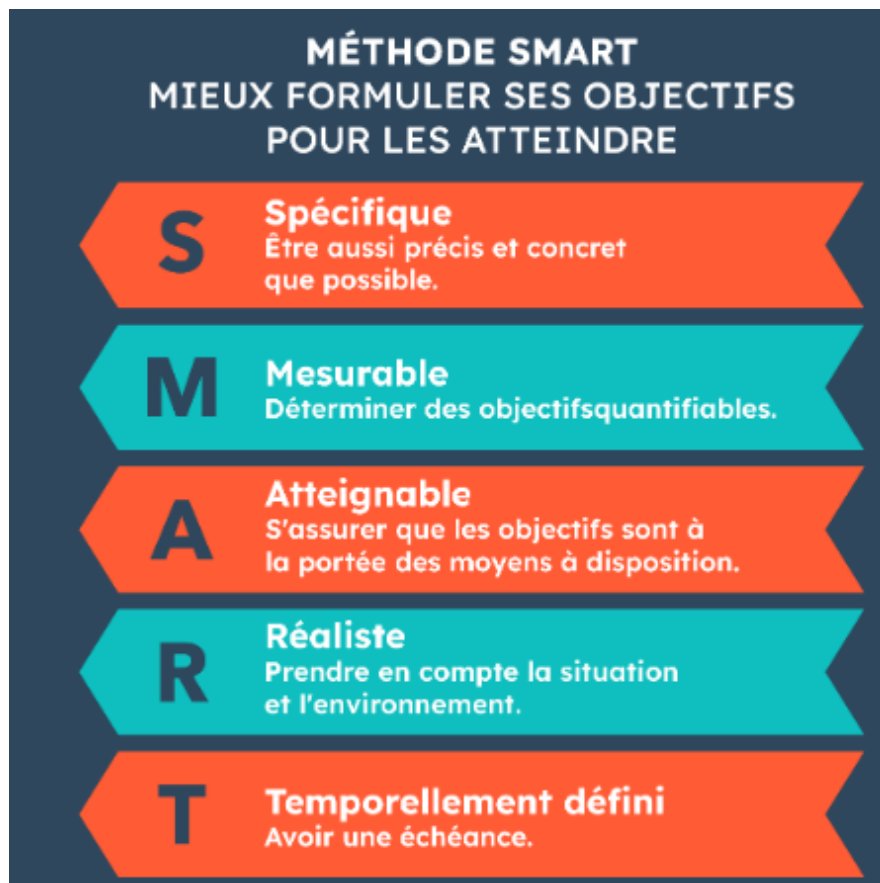 MÉTHODE SMART
MIEUX FORMULER SES OBJECTIFS
POUR LES ATTEINDRE
S
Spécifique
Être aussi précis et concret
que possible.
M
Mesurable
Déterminer des objectifsquantifiables.
A
Atteignable
S'assurer que les objectifs sont à
la portée des moyens à disposition.
R
Réaliste
Prendre en compte la situation
et l'environnement.
T
Temporellement défini
Avoir une échéance.